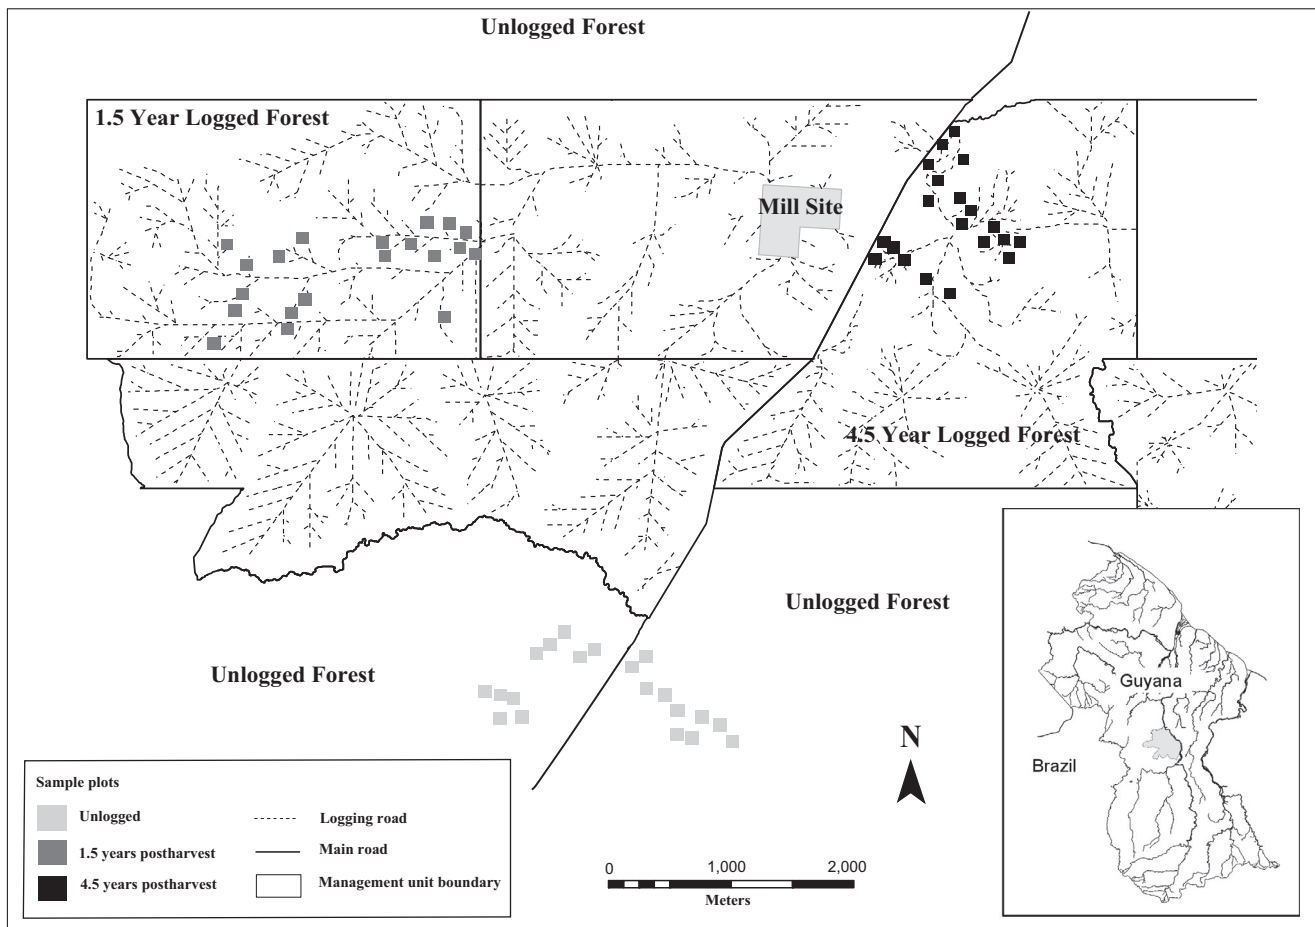 Unlogged Forest
1.5 Year Logged Forest
Mill Site
4.5 Year Logged Forest
Unlogged Forest
Unlogged Forest
N
Guyana
Brazil
Sample plots
Unlogged
1.5 years postharvest
4.5 years postharvest
Logging road
Main road
Management unit boundary
0 1,000 2,000
Meters